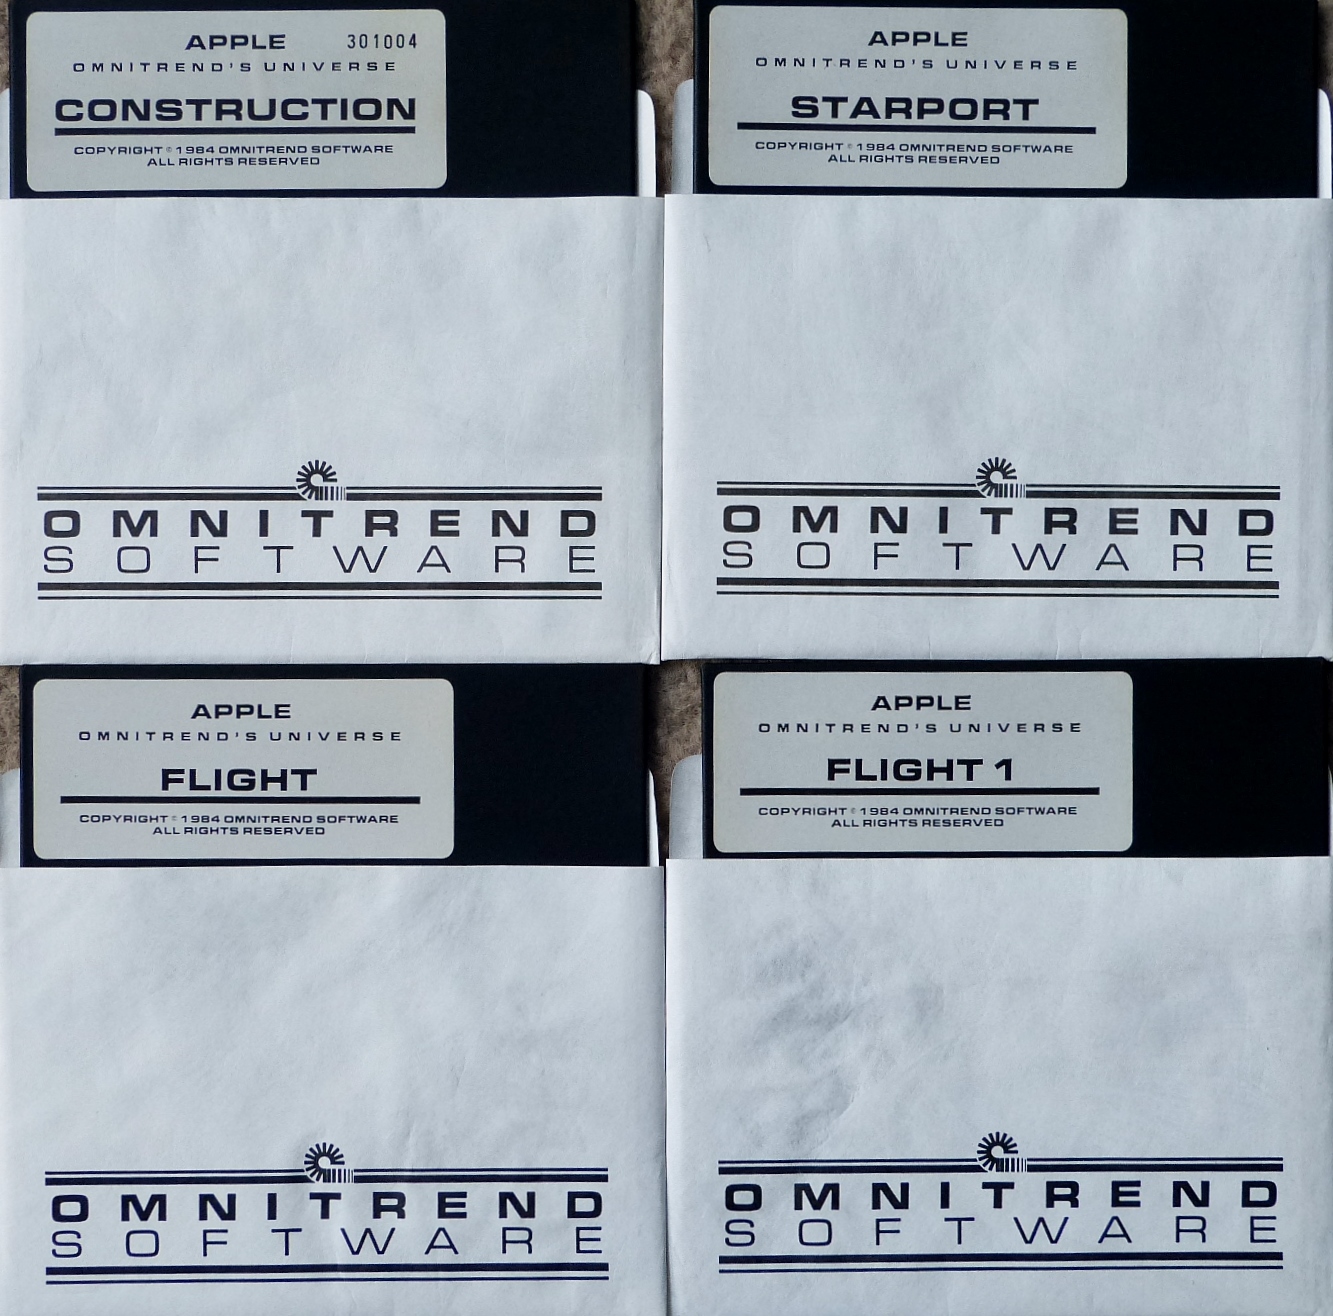 APPLE 301004
OMNITREND'S UNIVERSE
CONSTRUCTION
COPYRIGHT © 1984 OMNITREND SOFTWARE
ALL RIGHTS RESERVED
OMNITREND
SOFTWARE
APPLE
OMNITREND'S UNIVERSE
STARPORT
COPYRIGHT © 1984 OMNITREND SOFTWARE
ALL RIGHTS RESERVED
OMNITREND
SOFTWARE
APPLE
OMNITREND'S UNIVERSE
FLIGHT
COPYRIGHT © 1984 OMNITREND SOFTWARE
ALL RIGHTS RESERVED
OMNITREND
SOFTWARE
APPLE
OMNITREND'S UNIVERSE
FLIGHT 1
COPYRIGHT © 1984 OMNITREND SOFTWARE
ALL RIGHTS RESERVED
OMNITREND
SOFTWARE